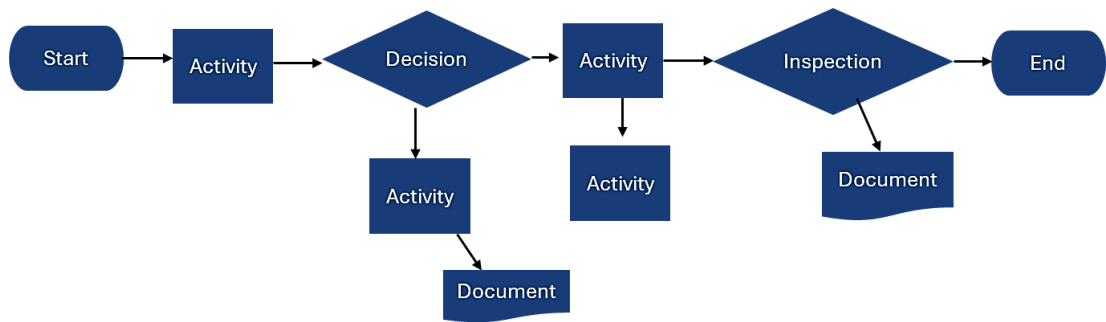 Start
Activity
Decision
Activity
Inspection
End
Activity
Activity
Document
Document